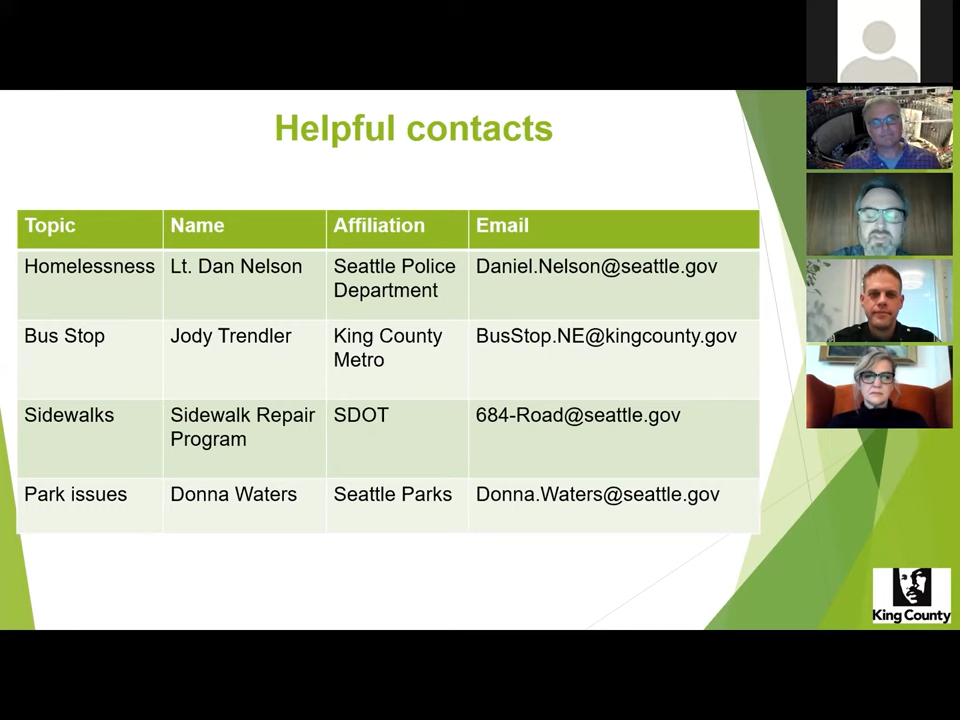 Helpful contacts
Topic Name Affiliation Email
Homelessness Lt. Dan Nelson Seattle Police Daniel.Nelson@seattle.gov
Department
Bus Stop Jody Trendler King County BusStop.NE@kingcounty.gov
Metro
Sidewalks Sidewalk Repair SDOT 684-Road@seattle.gov
Program
Park issues Donna Waters Seattle Parks Donna.Waters@seattle.gov
King County